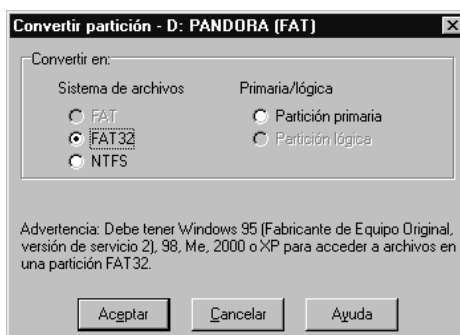 Convertir partición - D: PANDORA (FAT)
Convertir en:
Sistema de archivos Primaria/lógica
FAT Partición primaria
FAT32 Partición lógica
NTFS
Advertencia: Debe tener Windows 95 (Fabricante de Equipo Original,
versión de servicio 2), 98, Me, 2000 o XP para acceder a archivos en
una partición FAT32.
Aceptar Cancelar Ayuda